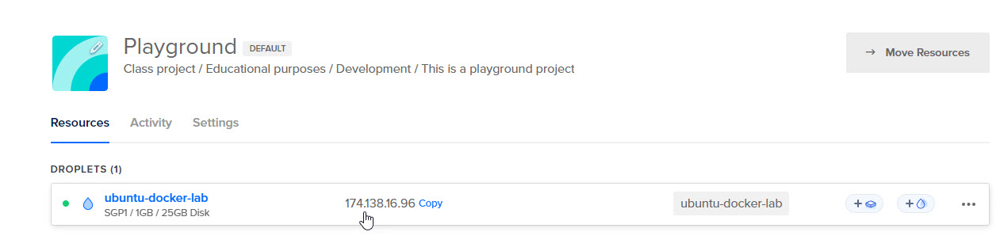 Playground DEFAULT
Class project / Educational purposes / Development / This is a playground project
→ Move Resources
Resources Activity Settings
DROPLETS (1)
ubuntu-docker-lab 174.138.16.96 Copy ubuntu-docker-lab
SGP1 / 1GB / 25GB Disk